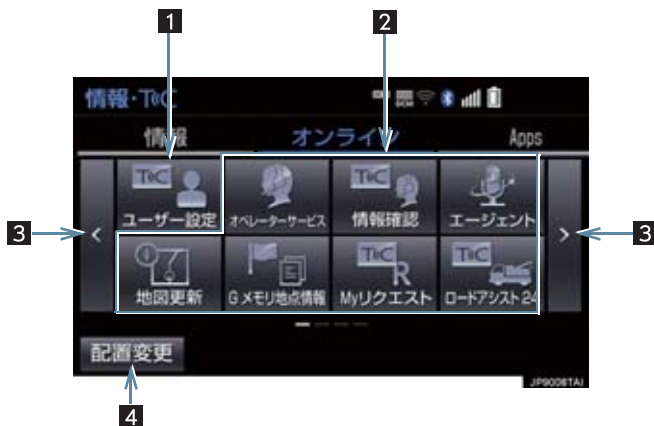 1
2
情報・T⦿C
情報 オンライン Apps
T⦿C T⦿C
ユーザー設定 オペレーターサービス 情報確認 エージェント
3 < > 3
T⦿C T⦿C
R
地図更新 Gメモリ地点情報 Myリクエスト ロードアシスト24
配置変更
JP9008TAI
4